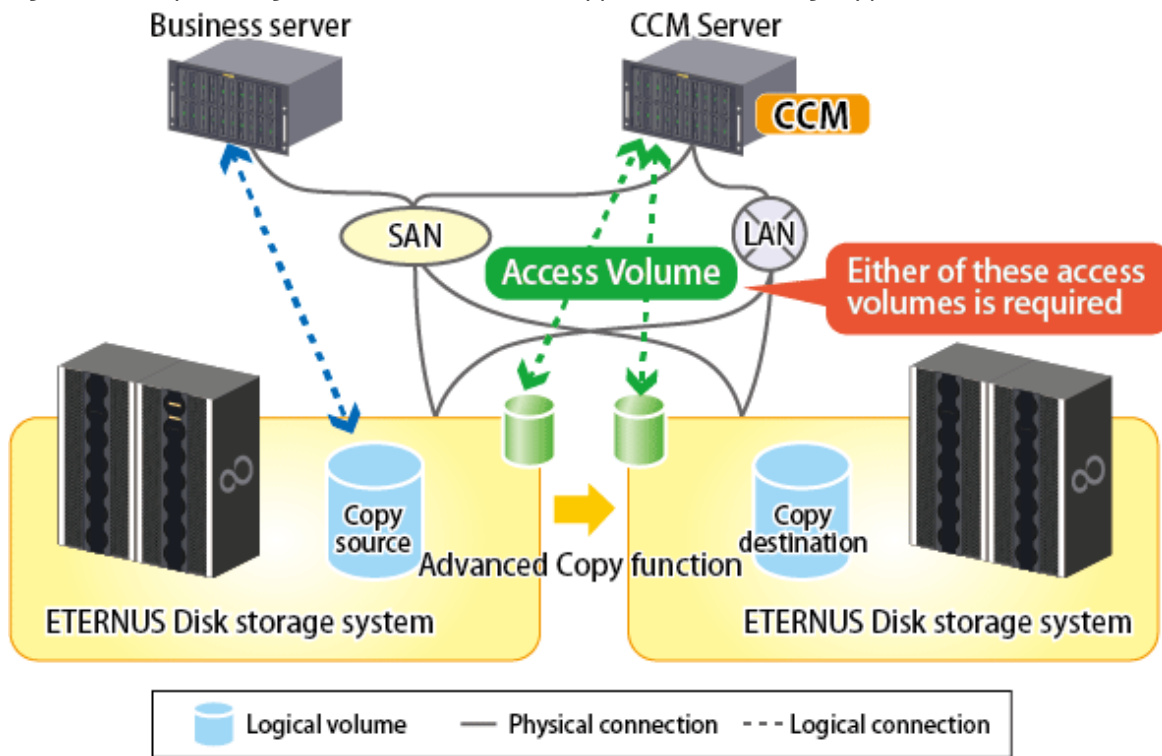 Business server
CCM Server
CCM
SAN
LAN
Access Volume
Either of these access
volumes is required
Copy
source
Copy
destination
Advanced Copy function
ETERNUS Disk storage system
ETERNUS Disk storage system
Logical volume
Physical connection
Logical connection